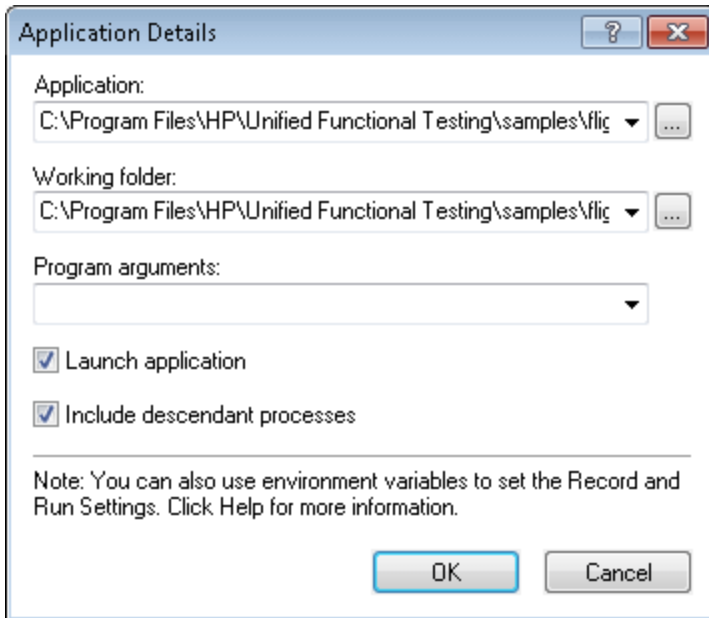 Application Details
?
Application:
C:\Program Files\HP\Unified Functional Testing\samples\flig
...
Working folder:
C:\Program Files\HP\Unified Functional Testing\samples\flig
...
Program arguments:
Launch application
Include descendant processes
Note: You can also use environment variables to set the Record and
Run Settings. Click Help for more information.
OK
Cancel